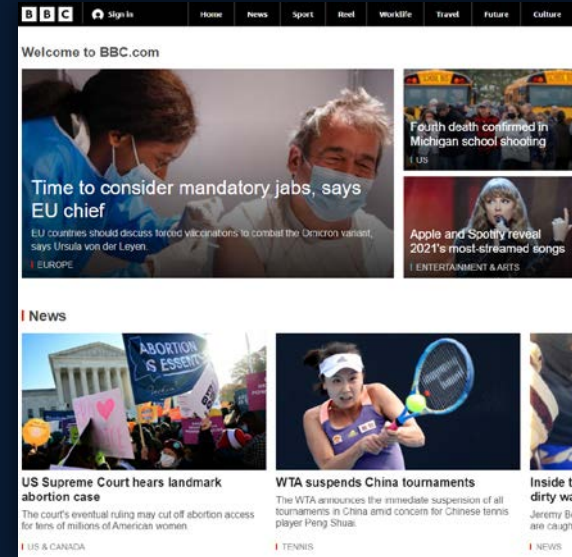 BBC Sign in Home News Sport Reel Worklife Travel Future Culture
Welcome to BBC.com
Time to consider mandatory jabs, says
EU chief
EU countries should discuss forced vaccinations to combat the Omicron variant,
says Ursula von der Leyen.
EUROPE
SCHOOL BUS
Fourth death confirmed in
Michigan school shooting
US
Apple and Spotify reveal
2021's most-streamed songs
ENTERTAINMENT & ARTS
News
ABORTION
IS ESSENTI
US Supreme Court hears landmark
abortion case
The court's eventual ruling may cut off abortion access
for tens of millions of American women.
US & CANADA
WTA suspends China tournaments
The WTA announces the immediate suspension of all
tournaments in China amid concern for Chinese tennis
player Peng Shuai.
TENNIS
Inside t
dirty wa
Jeremy B
are caugh
NEWS